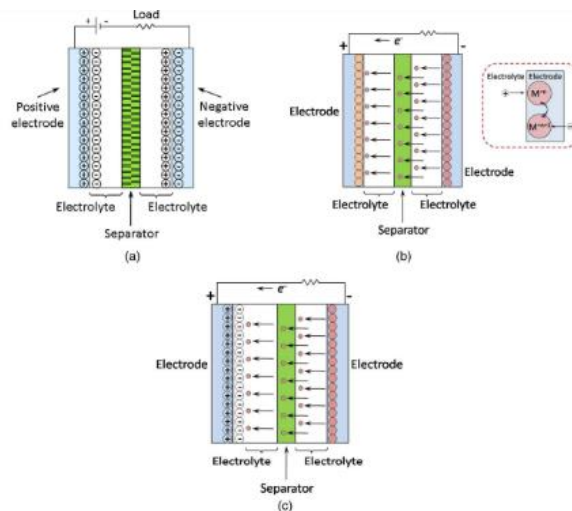 + - Load
Positive
electrode
Negative
electrode
Electrolyte Electrolyte
Separator
(a)
+ e⁻ -
Electrode
Electrode
Electrolyte Electrolyte
Separator
(b)
Electrolyte Electrode
+ e⁻ -
Electrode Electrode
Electrolyte Electrolyte
Separator
(c)